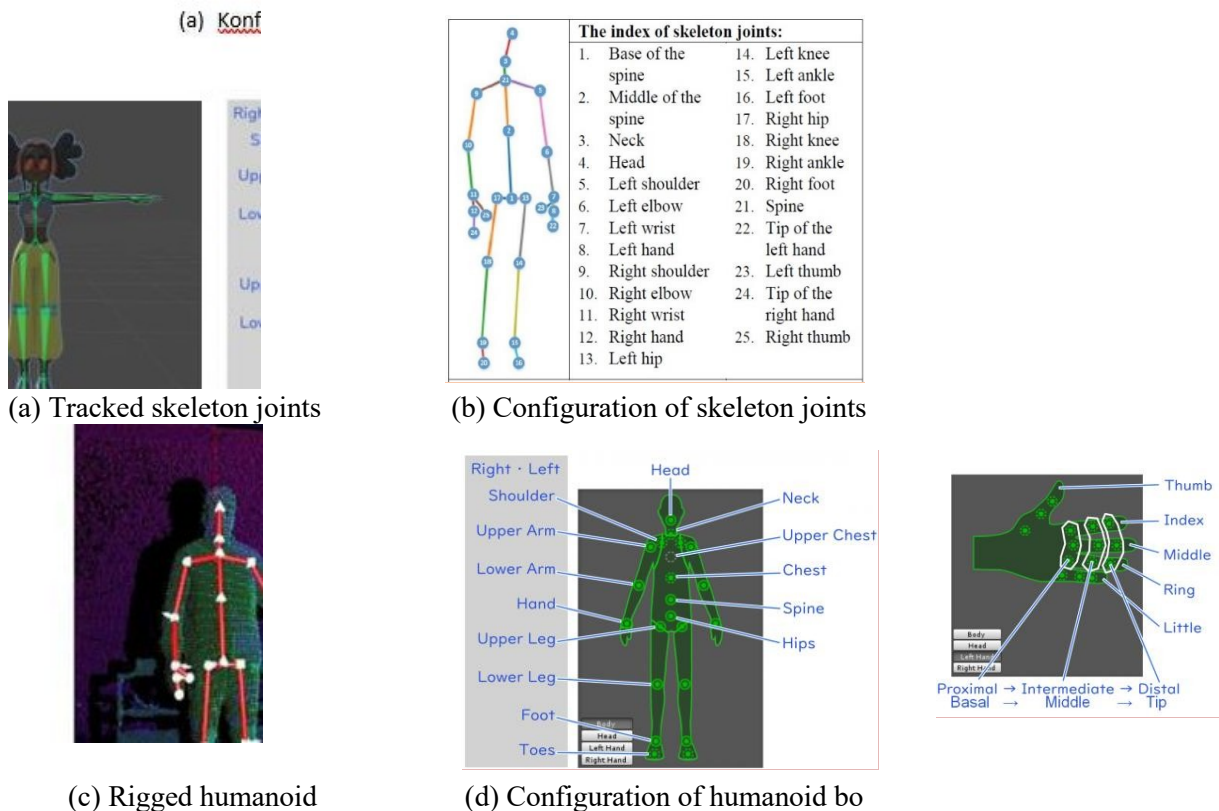 (a) Konf
The index of skeleton joints:
1. Base of the spine
2. Middle of the spine
3. Neck
4. Head
5. Left shoulder
6. Left elbow
7. Left wrist
8. Left hand
9. Right shoulder
10. Right elbow
11. Right wrist
12. Right hand
13. Left hip
14. Left knee
15. Left ankle
16. Left foot
17. Right hip
18. Right knee
19. Right ankle
20. Right foot
21. Spine
22. Tip of the left hand
23. Left thumb
24. Tip of the right hand
25. Right thumb
Righ
S
Upp
Low
Up
Low
(a) Tracked skeleton joints
(b) Configuration of skeleton joints
Right · Left
Head
Shoulder
Neck
Upper Arm
Upper Chest
Lower Arm
Chest
Hand
Spine
Upper Leg
Hips
Lower Leg
Foot
Toes
Body
Head
Left Hand
Right Hand
Thumb
Index
Middle
Ring
Little
Body
Head
Left Hand
Right Hand
Proximal → Intermediate → Distal
Basal → Middle → Tip
(c) Rigged humanoid
(d) Configuration of humanoid bo